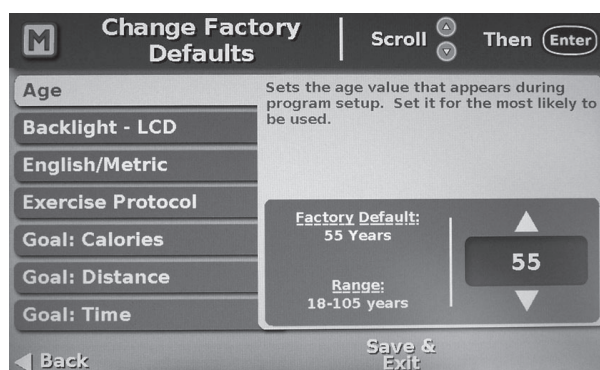 M
Change Factory
Defaults
Scroll
Then Enter
Age
Backlight - LCD
English/Metric
Exercise Protocol
Goal: Calories
Goal: Distance
Goal: Time
Sets the age value that appears during
program setup. Set it for the most likely to
be used.
Factory Default:
55 Years
Range:
18-105 years
55
Back
Save &
Exit